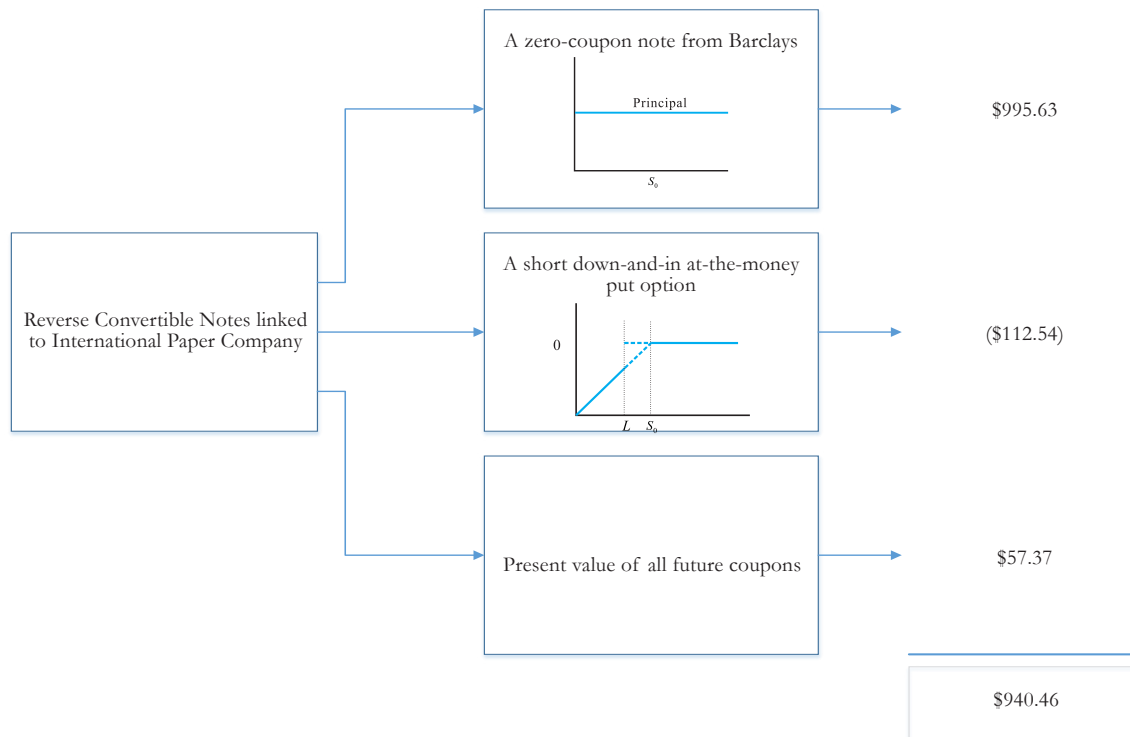 A zero-coupon note from Barclays
Principal
S₀
$995.63
Reverse Convertible Notes linked
to International Paper Company
A short down-and-in at-the-money
put option
0
L S₀
($112.54)
Present value of all future coupons
$57.37
$940.46